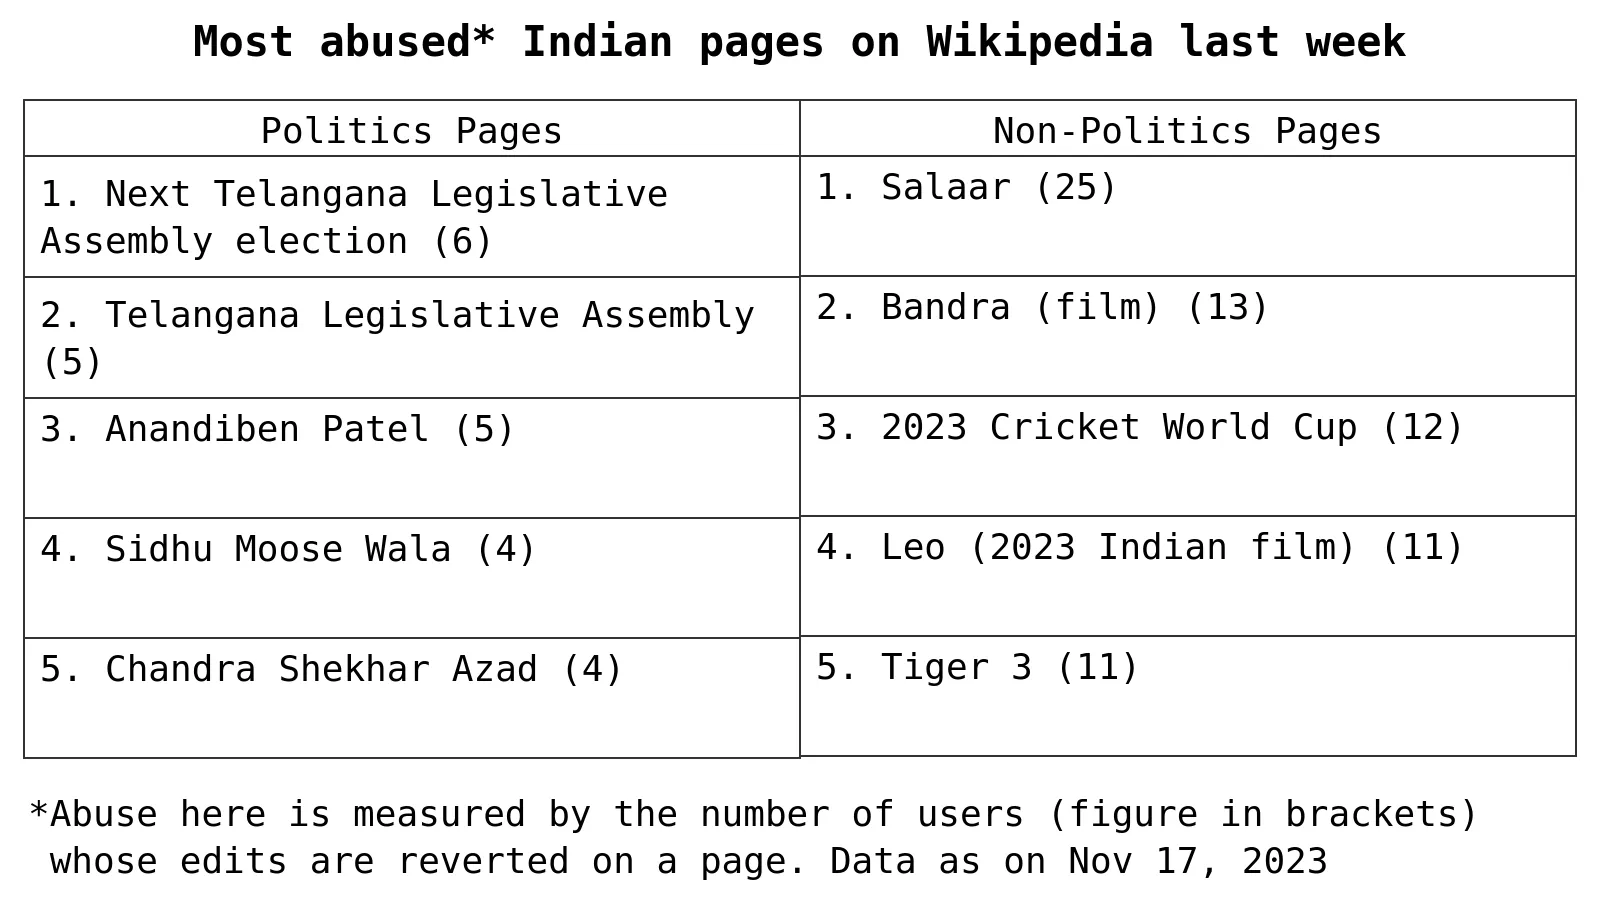 Most abused* Indian pages on Wikipedia last week
Politics Pages
Non-Politics Pages
1. Next Telangana Legislative
Assembly election (6)
1. Salaar (25)
2. Telangana Legislative Assembly
(5)
2. Bandra (film) (13)
3. Anandiben Patel (5)
3. 2023 Cricket World Cup (12)
4. Sidhu Moose Wala (4)
4. Leo (2023 Indian film) (11)
5. Chandra Shekhar Azad (4)
5. Tiger 3 (11)
*Abuse here is measured by the number of users (figure in brackets)
whose edits are reverted on a page. Data as on Nov 17, 2023